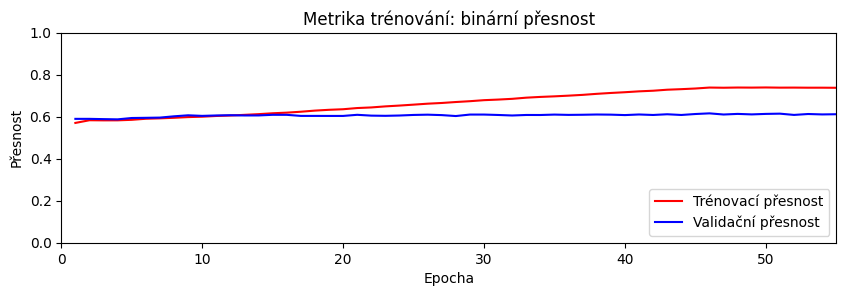 Metrika trénování: binární přesnost
Přesnost
1.0
0.8
0.6
0.4
0.2
0.0
Trénovací přesnost
Validační přesnost
0 10 20 30 40 50
Epocha